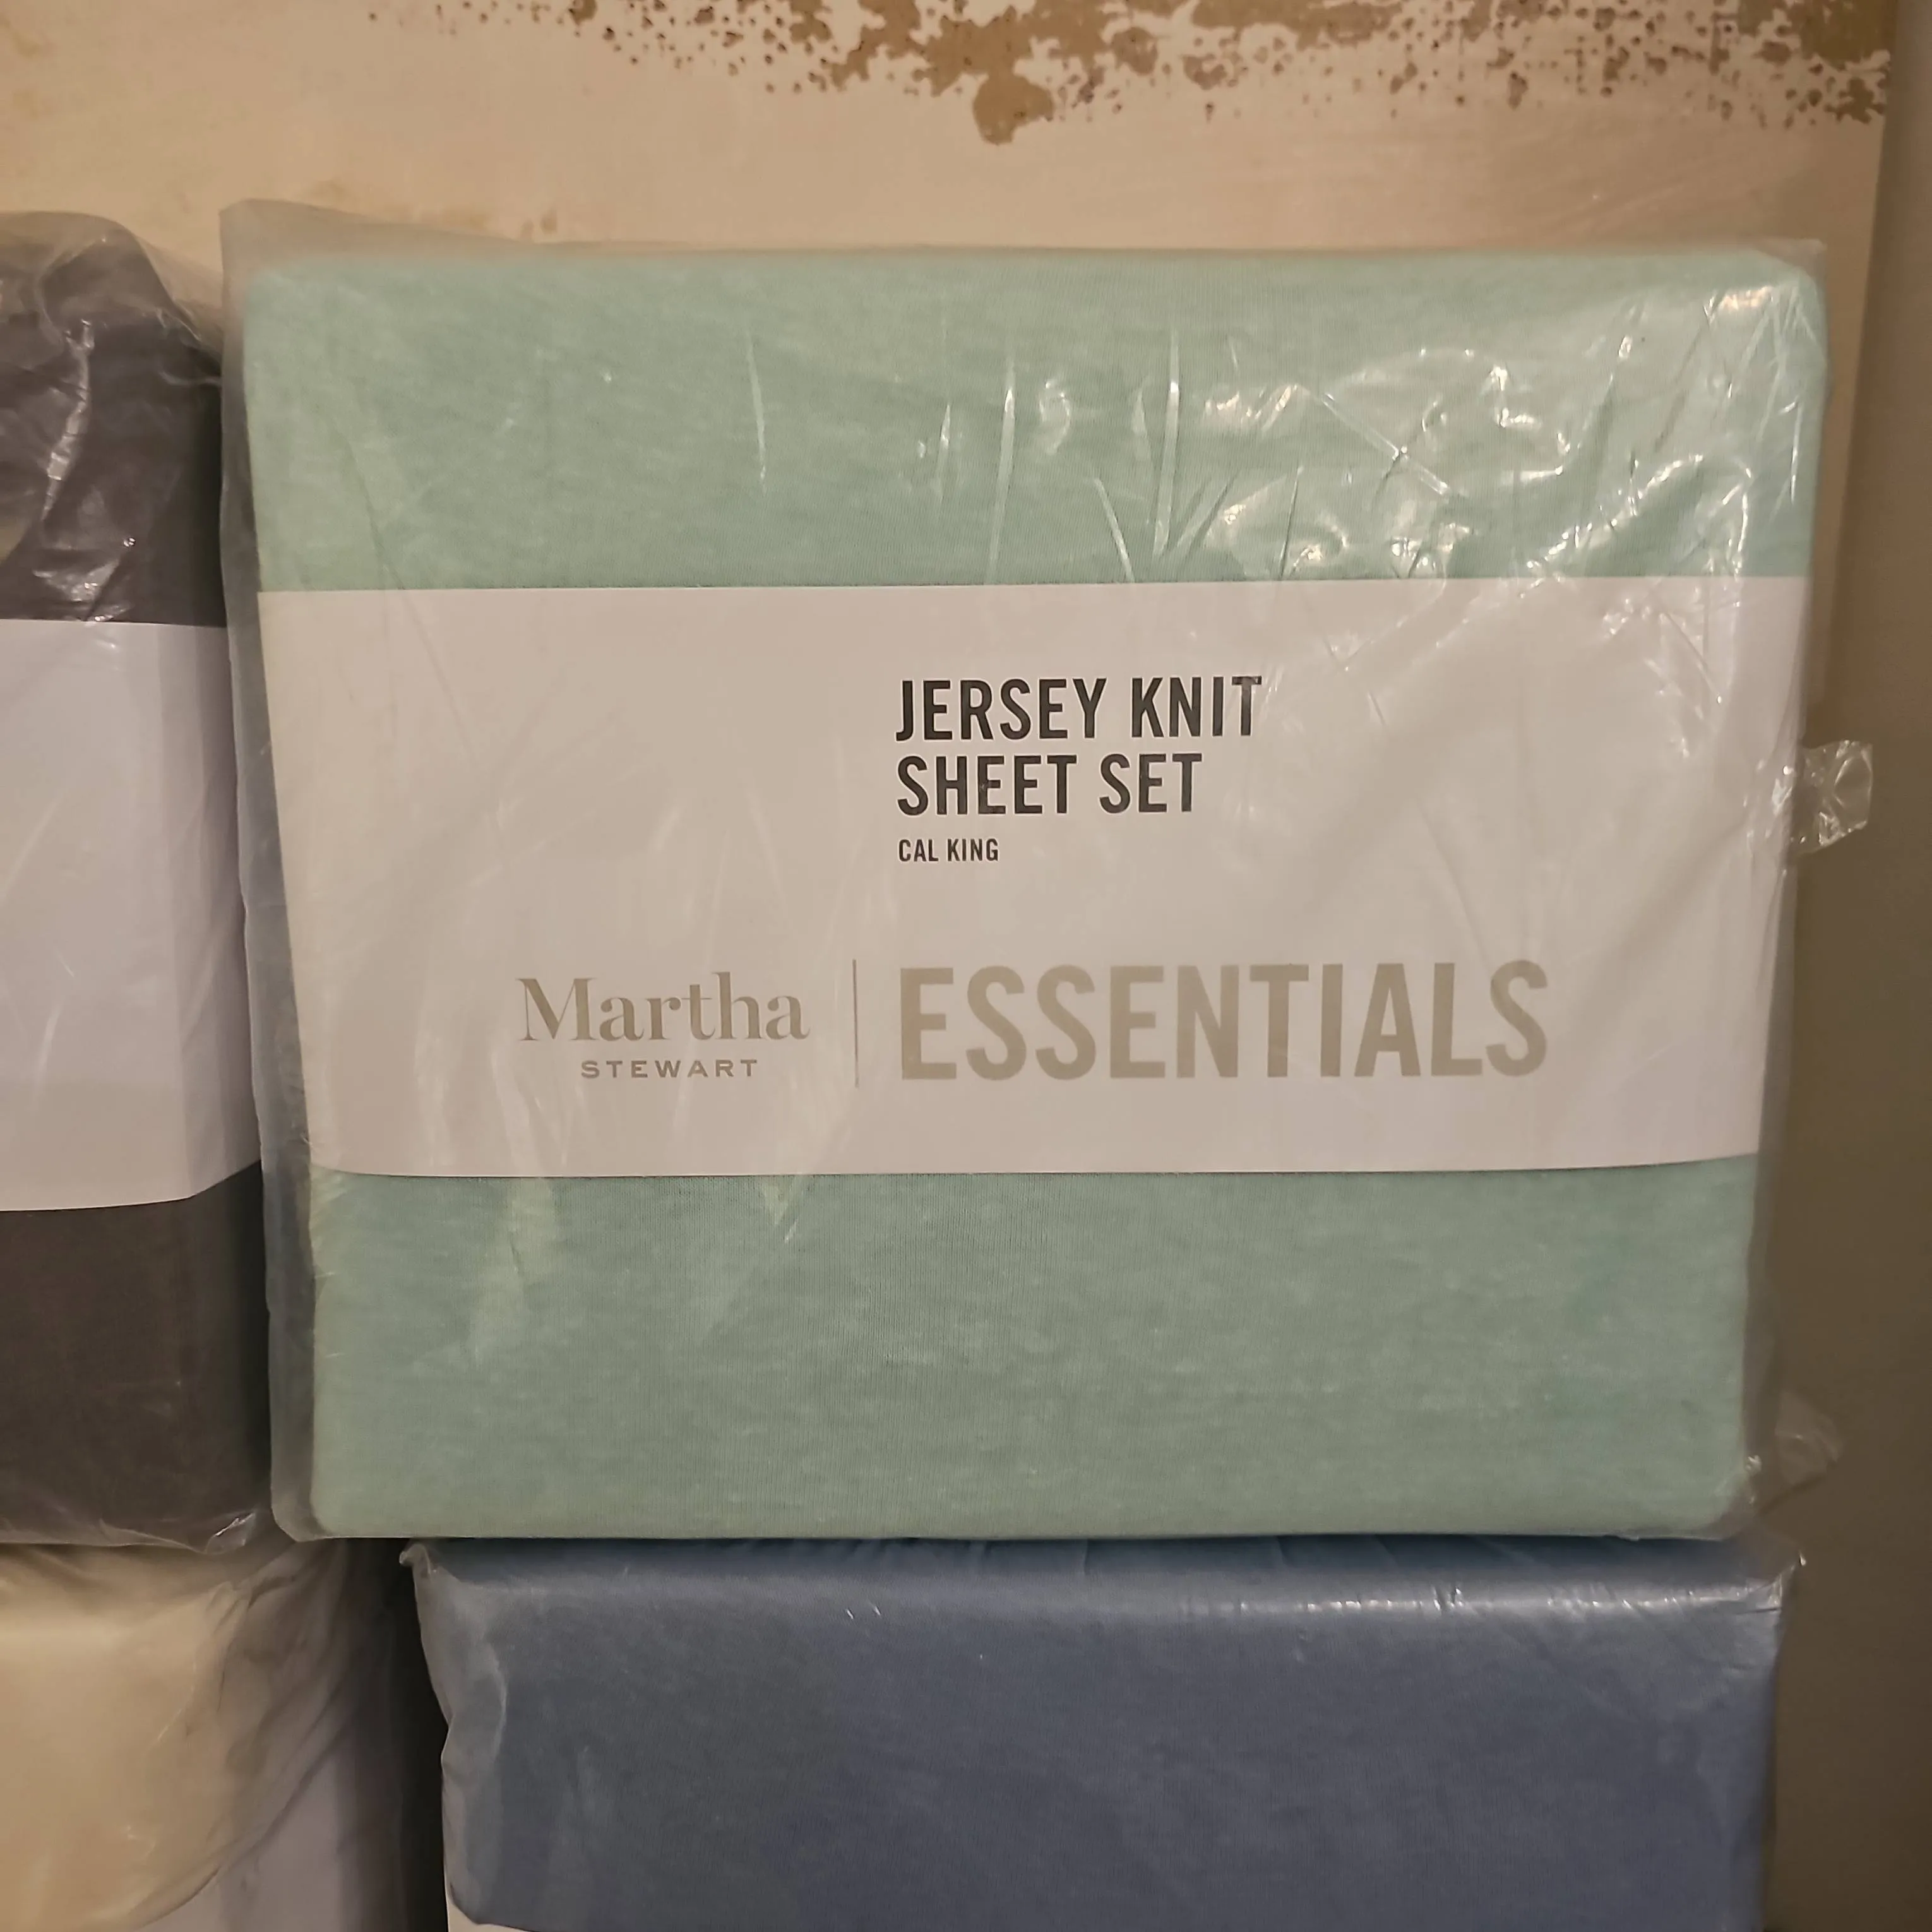 JERSEY KNIT
SHEET SET
CAL KING
Martha
STEWART
ESSENTIALS